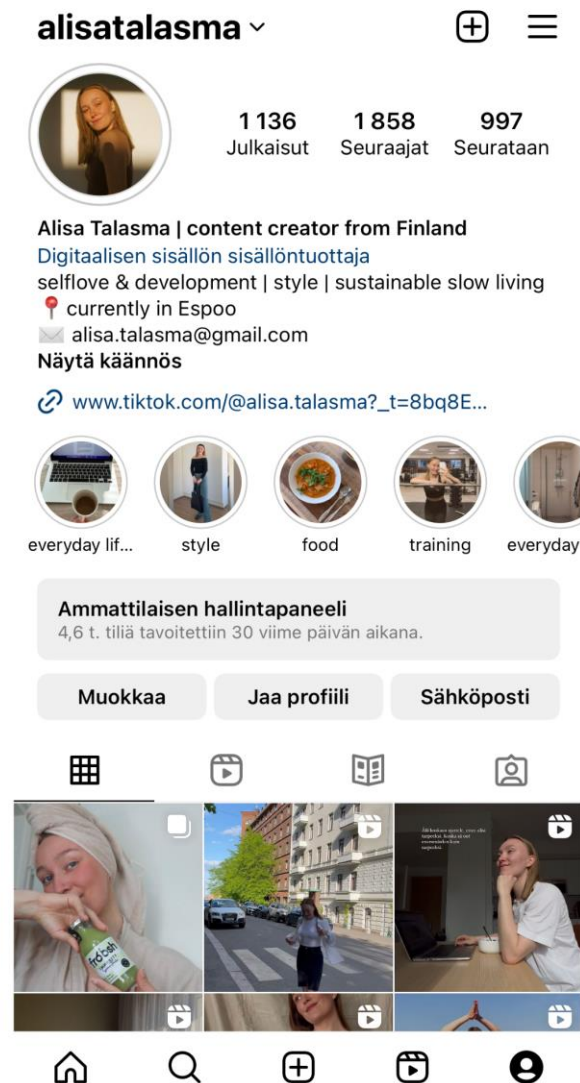 alisatalasma
1 136
Julkaisut
1 858
Seuraajat
997
Seurataan
Alisa Talasma | content creator from Finland
Digitaalisen sisällön sisällöntuottaja
selflove & development | style | sustainable slow living
📍 currently in Espoo
✉️ alisa.talasma@gmail.com
Näytä käännös
www.tiktok.com/@alisa.talasma?_t=8bq8E...
everyday lif...
style
food
training
everyday
Ammattilaisen hallintapaneeli
4,6 t. tiliä tavoitettiin 30 viime päivän aikana.
Muokkaa
Jaa profiili
Sähköposti